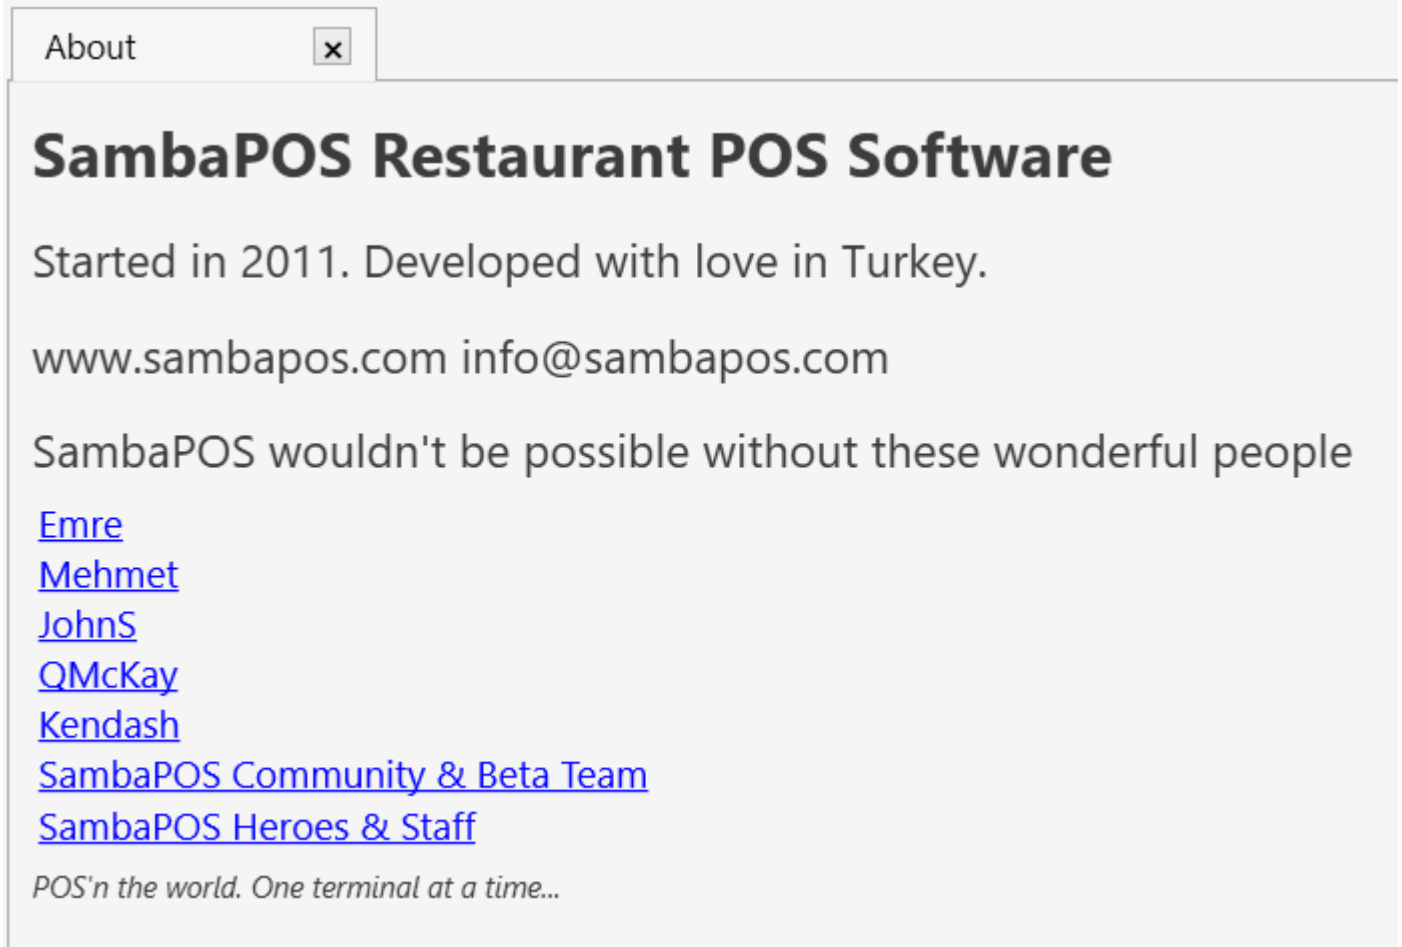 About
SambaPOS Restaurant POS Software
Started in 2011. Developed with love in Turkey.
www.sambapos.com info@sambapos.com
SambaPOS wouldn't be possible without these wonderful people
Emre
Mehmet
JohnS
QMcKay
Kendash
SambaPOS Community & Beta Team
SambaPOS Heroes & Staff
POS'n the world. One terminal at a time...